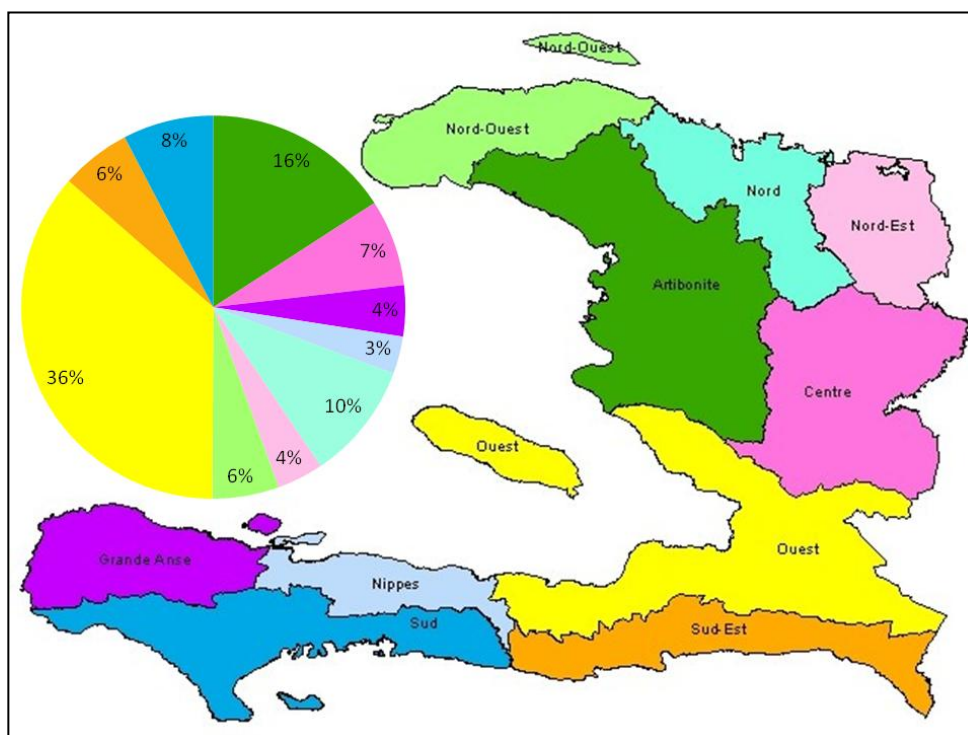 Nord-Ouest
Nord-Ouest
Nord
Nord-Est
Artibonite
Centre
Ouest
Ouest
Grande Anse
Nippes
Sud
Sud-Est
8%
16%
6%
7%
4%
3%
36%
10%
4%
6%